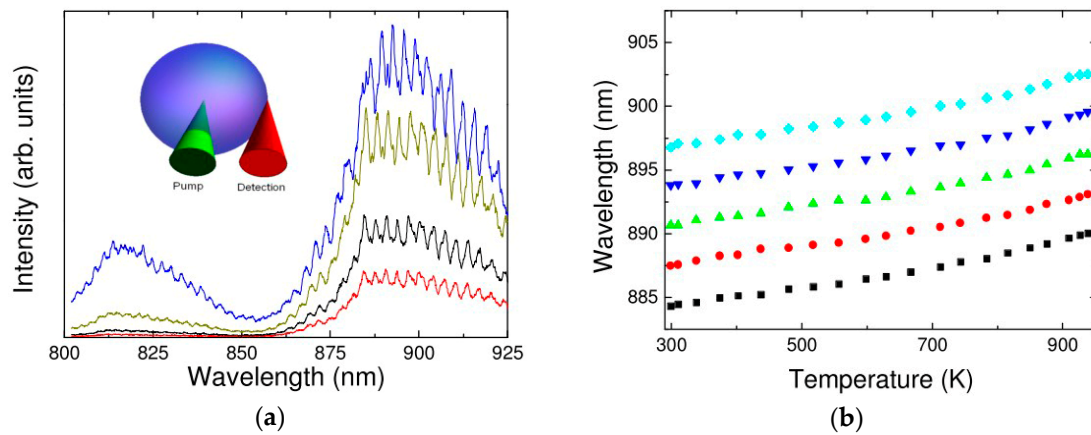 Intensity (arb. units)
Pump
Detection
800 825 850 875 900 925
Wavelength (nm)
(a)
Wavelength (nm)
905
900
895
890
885
300 500 700 900
Temperature (K)
(b)